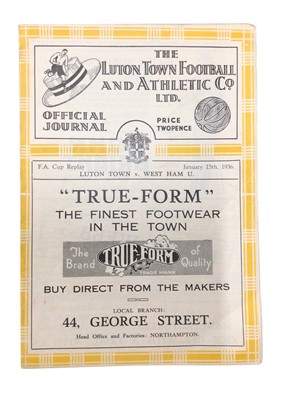 THE
LUTON TOWN FOOTBALL
AND ATHLETIC CO
LTD.
OFFICIAL
JOURNAL
PRICE
TWOPENCE
F.A. Cup Replay January 15th, 1936.
LUTON TOWN v. WEST HAM U.
"TRUE-FORM"
THE FINEST FOOTWEAR
IN THE TOWN
The Brand TRUE-FORM of Quality
TRADE MARK
BUY DIRECT FROM THE MAKERS
LOCAL BRANCH:
44, GEORGE STREET.
Head Office and Factories: NORTHAMPTON.